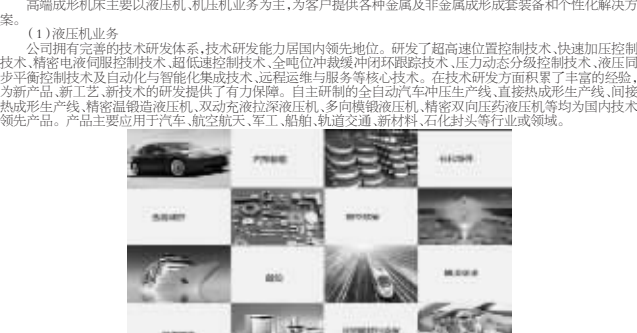 高端成形机床主要以液压机、机压机业务为主,为客户提供各种金属及非金属成形成套装备和个性化解决方
案。
(1)液压机业务
公司拥有完善的技术研发体系,技术研发能力居国内领先地位。研发了超高速位置控制技术、快速加压控制
技术、精密电液伺服控制技术、超低速控制技术、全吨位冲裁缓冲闭环跟踪技术、压力动态分级控制技术、液压同
步平衡控制技术及自动化与智能化集成技术、远程运维与服务等核心技术。在技术研发方面积累了丰富的经验,
为新产品、新工艺、新技术的研发提供了有力保障。自主研制的全自动汽车冲压生产线、直接热成形生产线、间接
热成形生产线、精密温锻造液压机、双动充液拉深液压机、多向模锻液压机、精密双向压药液压机等均为国内技术
领先产品。产品主要应用于汽车、航空航天、军工、船舶、轨道交通、新材料、石化封头等行业或领域。